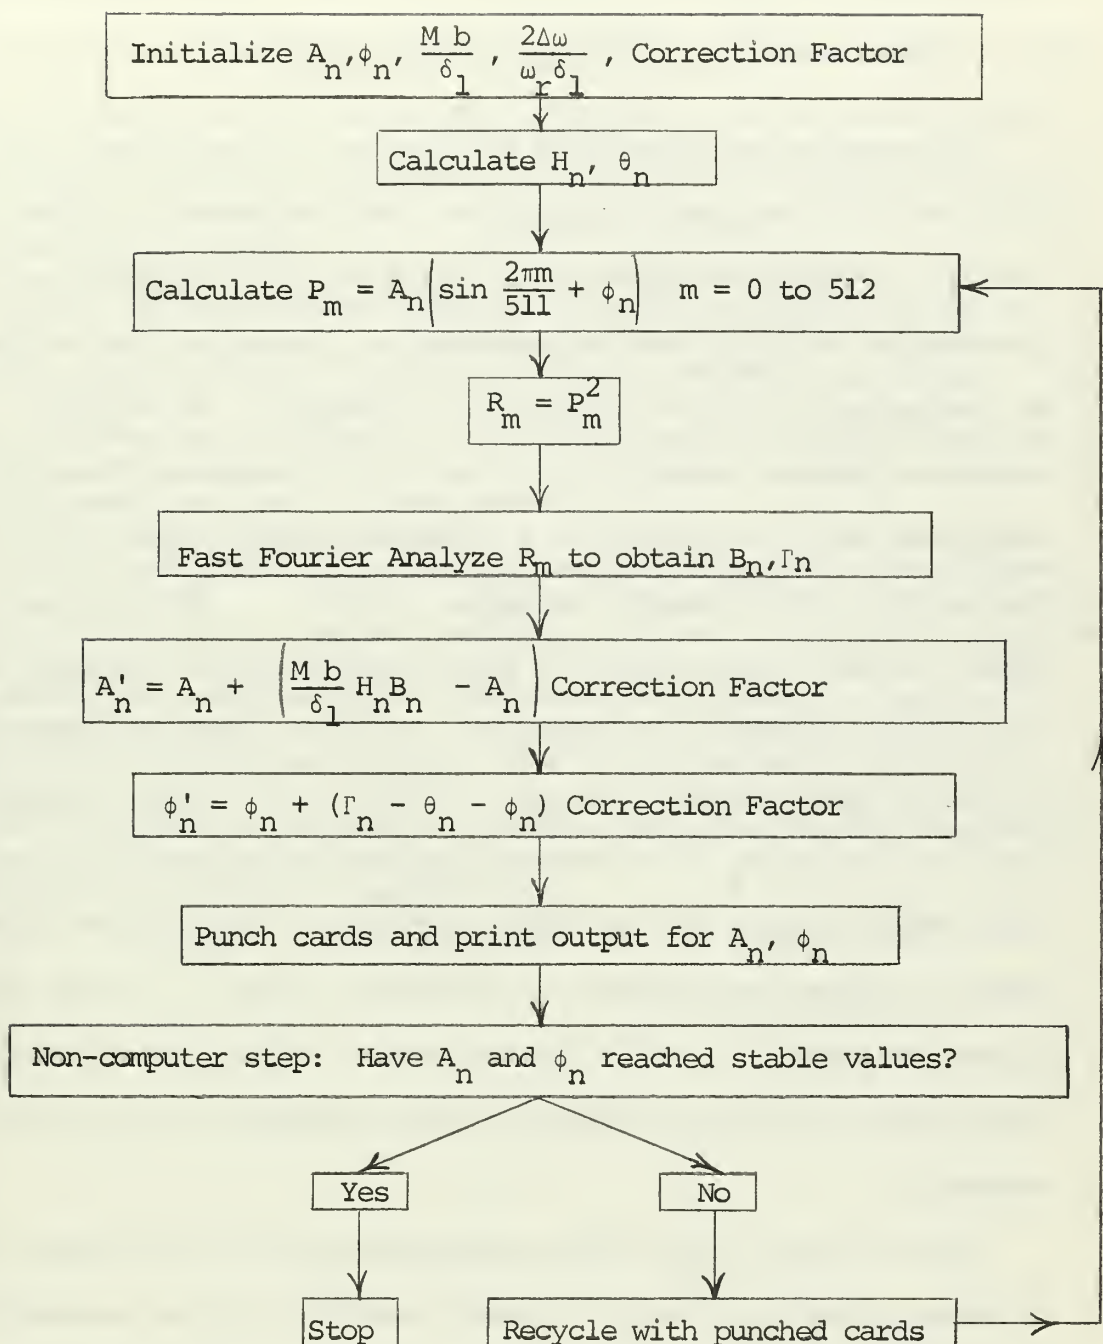 Initialize A_n, ϕ_n, M b/δ_1 , 2Δω/ω_r δ_1 , Correction Factor
Calculate H_n, θ_n
Calculate P_m = A_n(sin 2πm/511 + ϕ_n) m = 0 to 512
R_m = P_m^2
Fast Fourier Analyze R_m to obtain B_n, Γ_n
A'_n = A_n + (M b/δ_1 H_n B_n - A_n) Correction Factor
ϕ'_n = ϕ_n + (Γ_n - θ_n - ϕ_n) Correction Factor
Punch cards and print output for A_n, ϕ_n
Non-computer step: Have A_n and ϕ_n reached stable values?
Yes No
Stop Recycle with punched cards